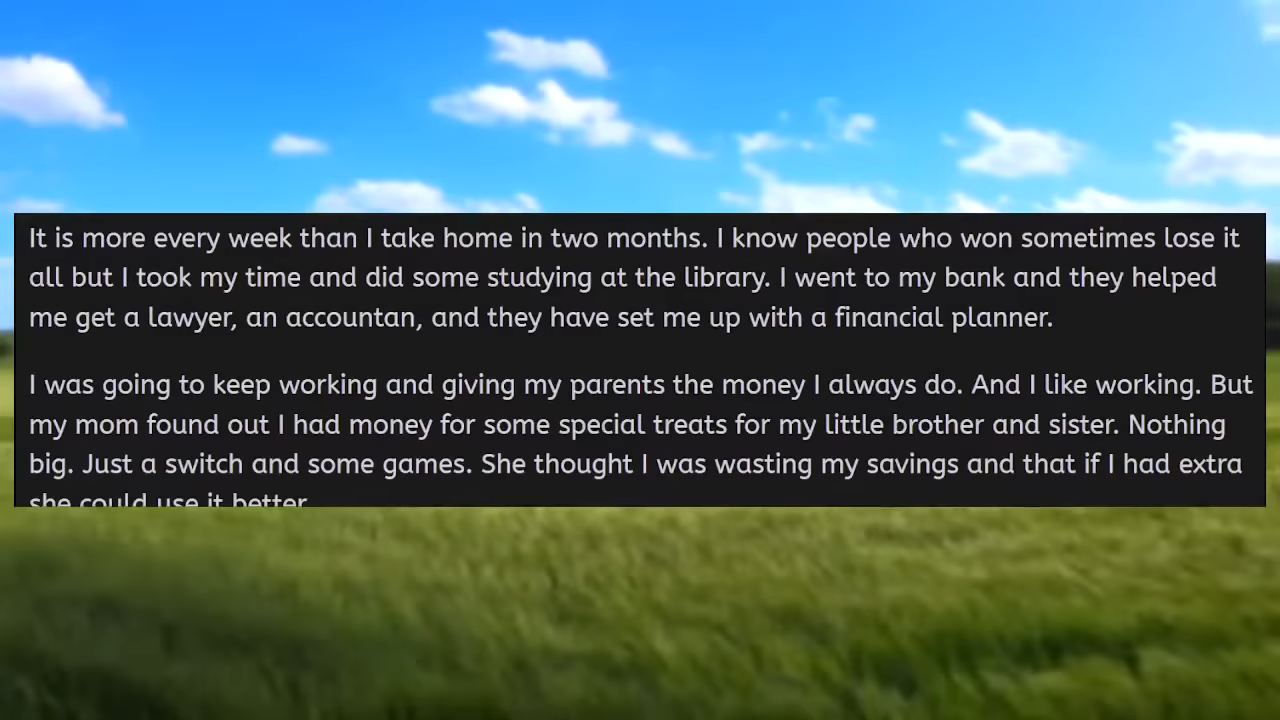 It is more every week than I take home in two months. I know people who won sometimes lose it
all but I took my time and did some studying at the library. I went to my bank and they helped
me get a lawyer, an accountan, and they have set me up with a financial planner.
I was going to keep working and giving my parents the money I always do. And I like working. But
my mom found out I had money for some special treats for my little brother and sister. Nothing
big. Just a switch and some games. She thought I was wasting my savings and that if I had extra
she could use it better.